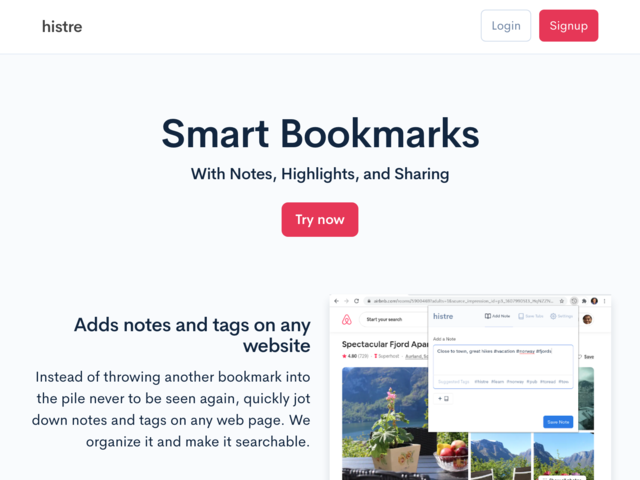 histre
Login
Signup
Smart Bookmarks
With Notes, Highlights, and Sharing
Try now
Adds notes and tags on any
website
Instead of throwing another bookmark into
the pile never to be seen again, quickly jot
down notes and tags on any web page. We
organize it and make it searchable.
histre
Add Note
Save Tabs
Settings
Start your search
Add a Note
Spectacular Fjord Apar
Close to town, great views #vacation #norway #fjords
4.80
Superhost
Save
Suggested Tags
Save Note